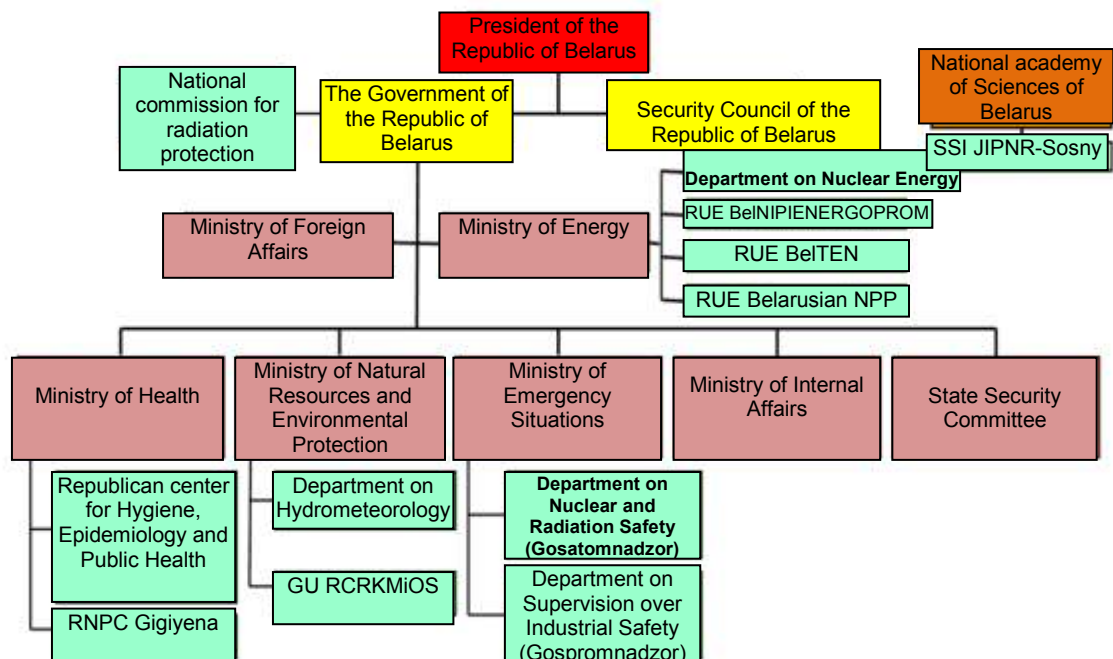 President of the
Republic of Belarus
National
commission for
radiation
protection
The Government of
the Republic of
Belarus
Security Council of the
Republic of Belarus
National academy
of Sciences of
Belarus
SSI JIPNR-Sosny
Ministry of Foreign
Affairs
Ministry of Energy
Department on Nuclear Energy
RUE BelNIPIENERGOPROM
RUE BelTEN
RUE Belarusian NPP
Ministry of Health
Ministry of Natural
Resources and
Environmental
Protection
Ministry of
Emergency
Situations
Ministry of Internal
Affairs
State Security
Committee
Republican center
for Hygiene,
Epidemiology and
Public Health
RNPC Gigiyena
Department on
Hydrometeorology
GU RCRKMiOS
Department on
Nuclear and
Radiation Safety
(Gosatomnadzor)
Department on
Supervision over
Industrial Safety
(Gospromnadzor)